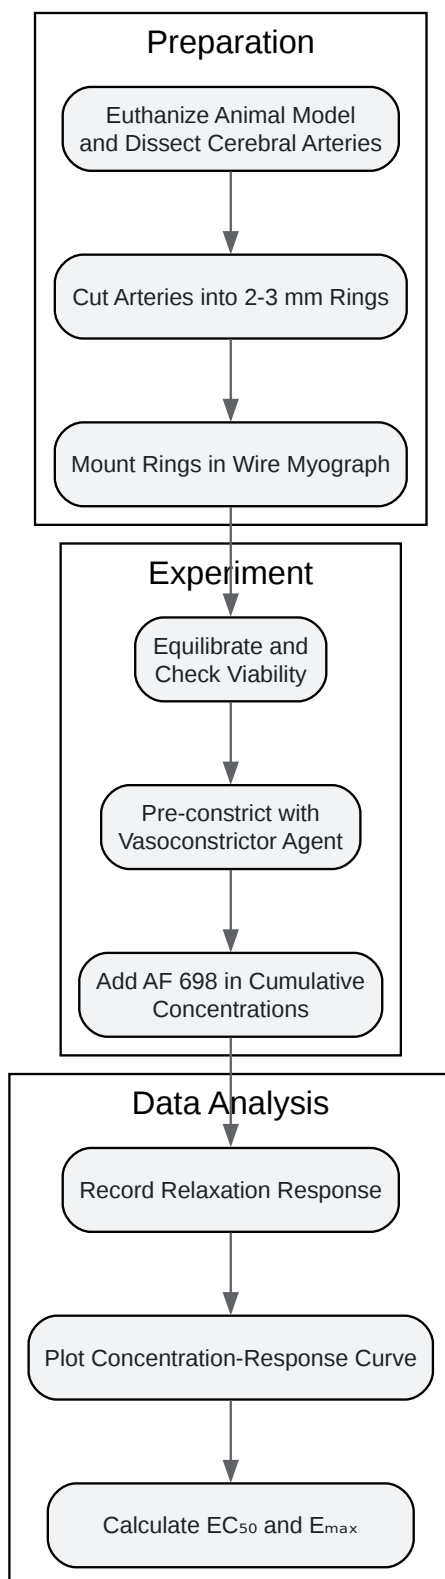 Preparation
Euthanize Animal Model
and Dissect Cerebral Arteries
Cut Arteries into 2-3 mm Rings
Mount Rings in Wire Myograph
Experiment
Equilibrate and
Check Viability
Pre-constrict with
Vasoconstrictor Agent
Add AF 698 in Cumulative
Concentrations
Data Analysis
Record Relaxation Response
Plot Concentration-Response Curve
Calculate EC₅₀ and Eₘₐₓ